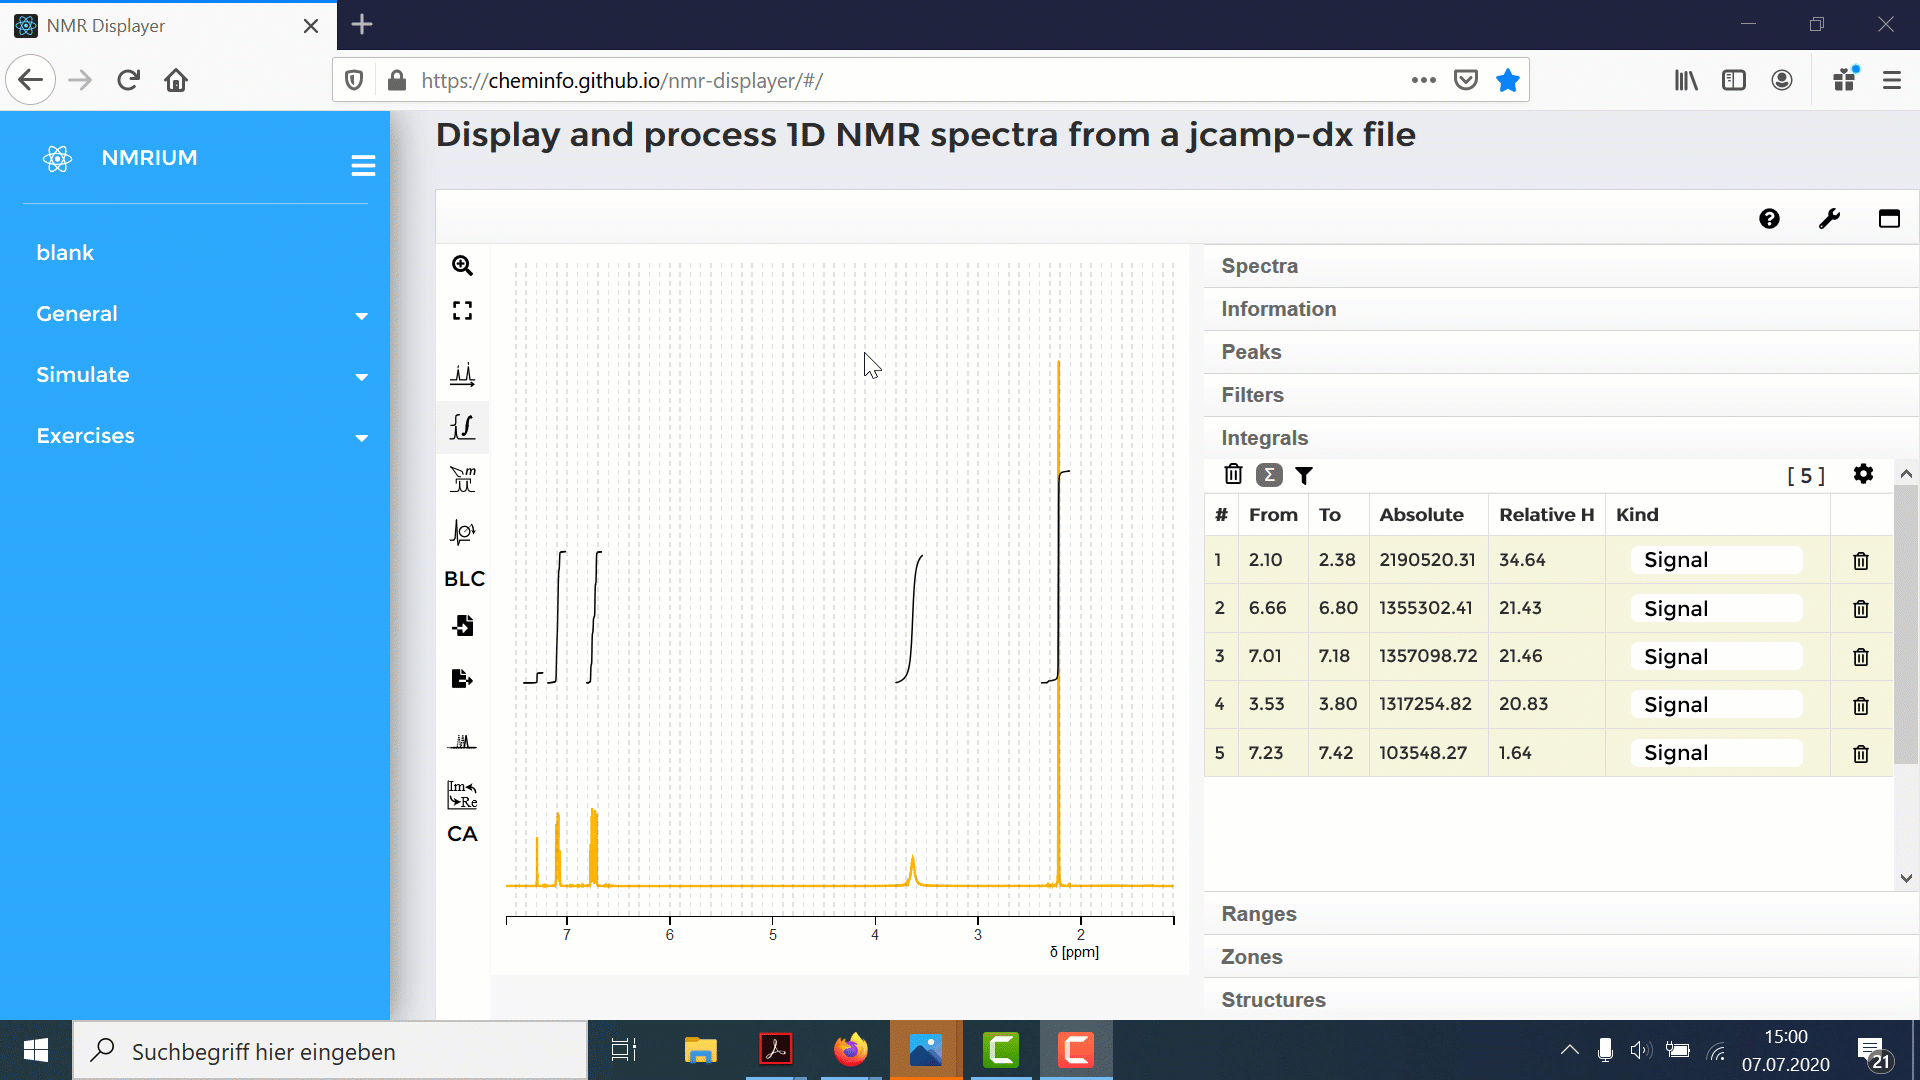 NMR Displayer
https://cheminfo.github.io/nmr-displayer/#/
NMRIUM
blank
General
Simulate
Exercises
Display and process 1D NMR spectra from a jcamp-dx file
m
BLC
Im
Re
CA
7 6 5 4 3 2
δ [ppm]
Spectra
Information
Peaks
Filters
Integrals
Σ [ 5 ]
# From To Absolute Relative H Kind
1 2.10 2.38 2190520.31 34.64 Signal
2 6.66 6.80 1355302.41 21.43 Signal
3 7.01 7.18 1357098.72 21.46 Signal
4 3.53 3.80 1317254.82 20.83 Signal
5 7.23 7.42 103548.27 1.64 Signal
Ranges
Zones
Structures
Suchbegriff hier eingeben
15:00
07.07.2020
21